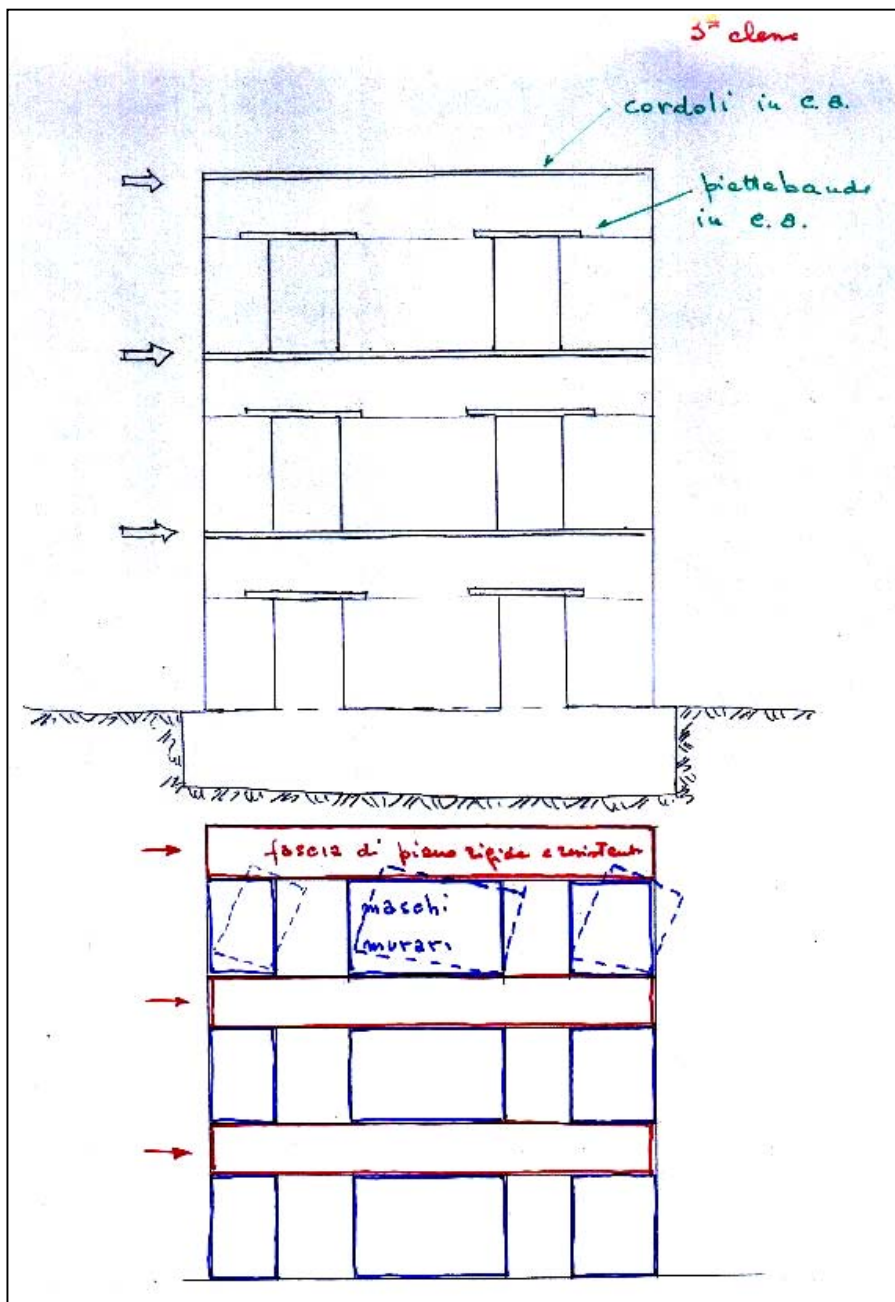 3ª classe
cordoli in c.a.
piattabande
in c.a.
fascia di piano rigida e resistente
maschi
murari